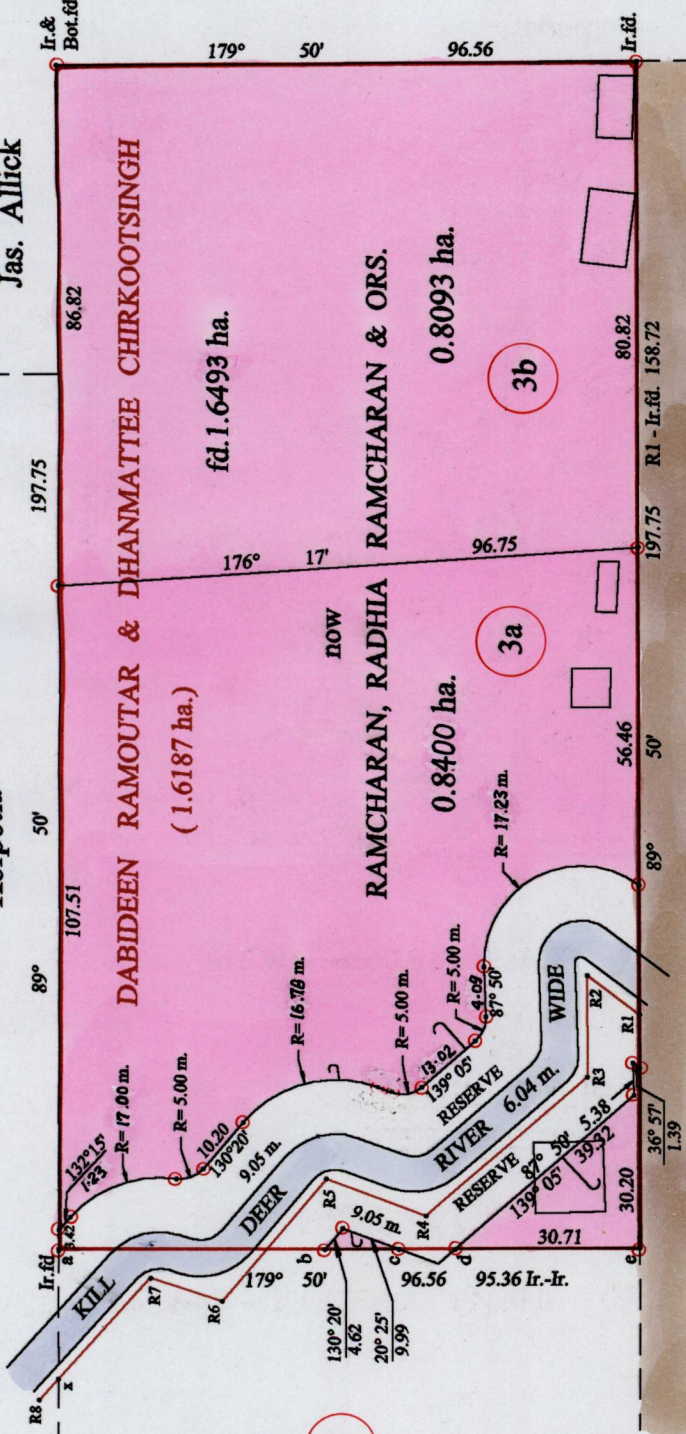 Ir.&
Bot.fd
179° 50' 96.56
Ir.fd.
Jas. Allick
86.82
197.75
50'
89°
107.51
DABIDEEN RAMOUTAR & DHANMATTEE CHIRKOOTSINGH
( 1.6187 ha.)
fd.1.6493 ha.
now
RAMCHARAN, RADHIA RAMCHARAN & ORS.
0.8093 ha.
3b
176° 17' 96.75
0.8400 ha.
3a
80.82
R1 - Ir.fd. 158.72
197.75
56.46
50'
89°
R= 17.23 m.
R= 5.00 m.
4.09
87° 50'
13.02
139° 05'
R= 5.00 m.
R= 16.78 m.
10.20
130°20'
R= 5.00 m.
R= 17.00 m.
132°15'
1.23
3.42
Ir.fd
a
KILL DEER RIVER 6.04 m. WIDE
9.05 m.
RESERVE
RESERVE
9.05 m.
R1
R2
R3
R4
R5
R6
R7
R8
x
b
c
d
e
179° 50' 96.56 95.36 Ir.-Ir.
130° 20'
4.62
20° 25'
9.99
30.71
30.20
139° 05' 39.32
87° 50' 5.38
36° 57'
1.39